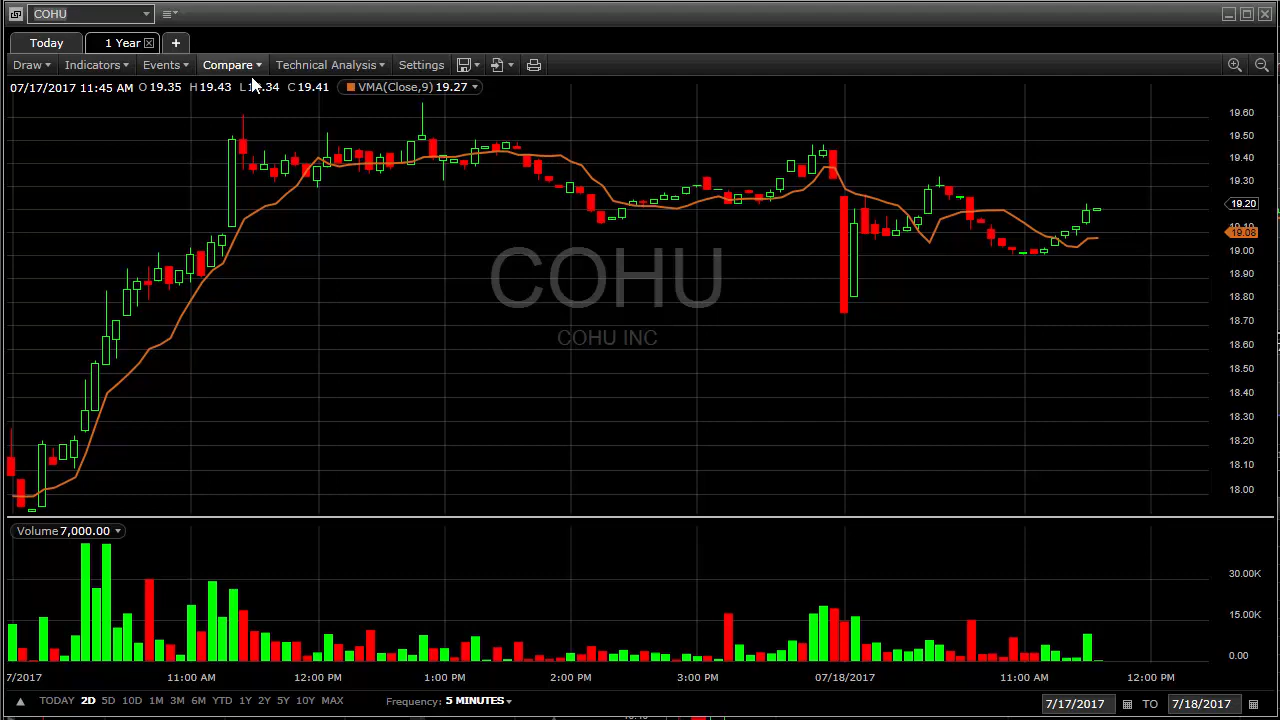 COHU
Today 1 Year +
Draw Indicators Events Compare Technical Analysis Settings
07/17/2017 11:45 AM O 19.35 H 19.43 L 19.34 C 19.41 VMA(Close,9) 19.27
19.60
19.50
19.40
19.30
19.20
19.08
19.00
18.90
18.80
18.70
18.60
18.50
18.40
18.30
18.20
18.10
18.00
COHU
COHU INC
Volume 7,000.00
30.00K
15.00K
0.00
7/2017 11:00 AM 12:00 PM 1:00 PM 2:00 PM 3:00 PM 07/18/2017 11:00 AM 12:00 PM
TODAY 2D 5D 10D 1M 3M 6M YTD 1Y 2Y 5Y 10Y MAX Frequency: 5 MINUTES 7/17/2017 TO 7/18/2017